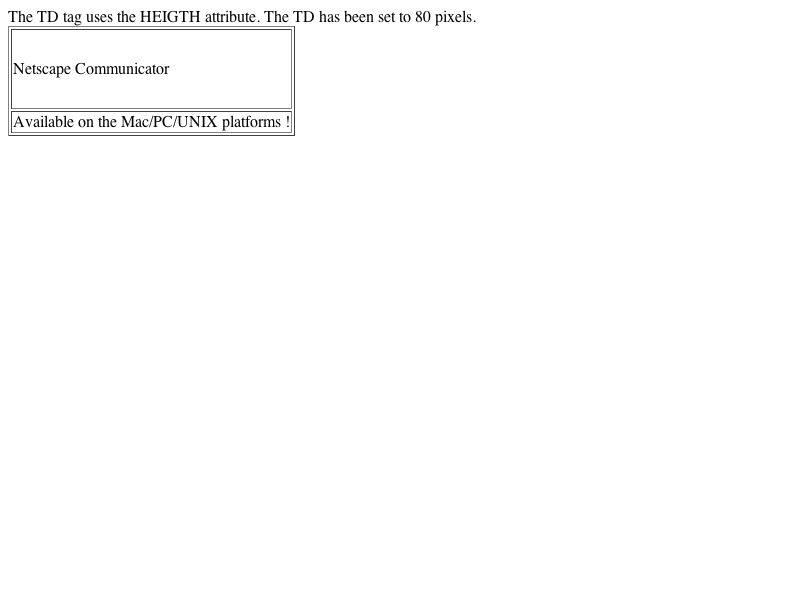 The TD tag uses the HEIGTH attribute. The TD has been set to 80 pixels.
Netscape Communicator
Available on the Mac/PC/UNIX platforms !